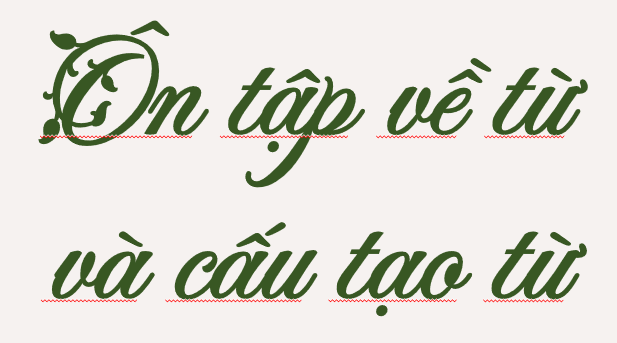 Ôn tập về từ
và cấu tạo từ